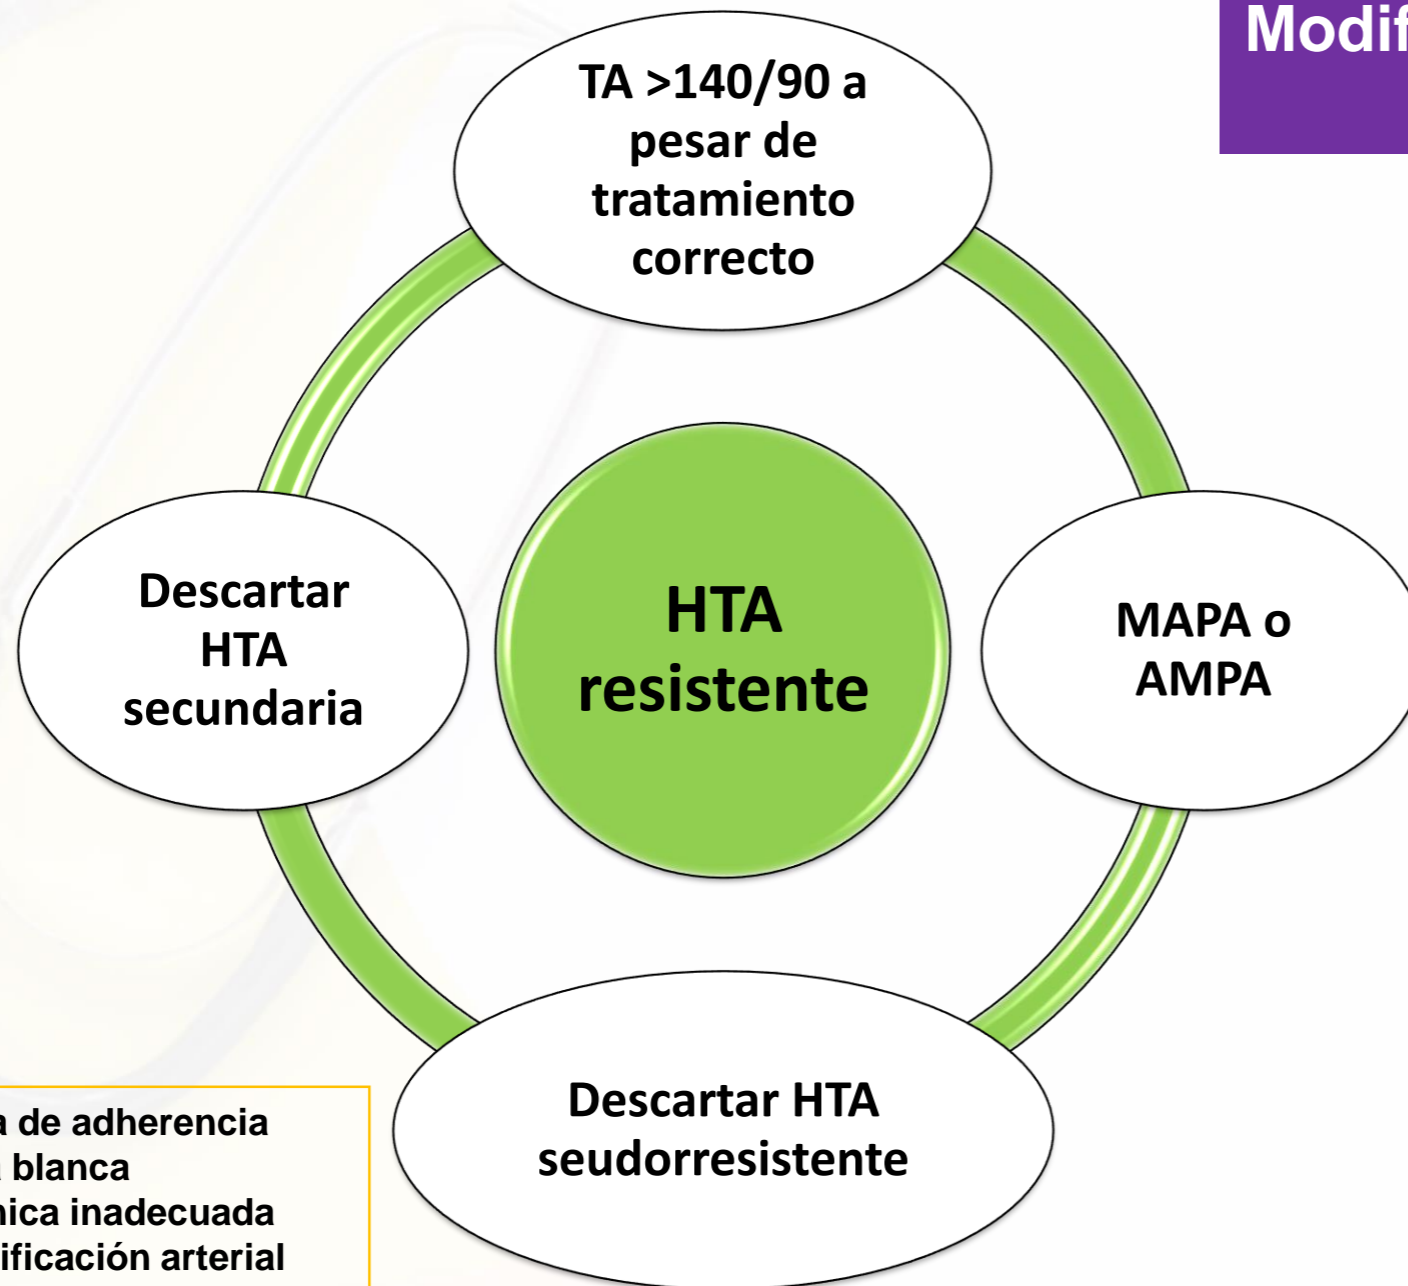 Modif
TA >140/90 a
pesar de
tratamiento
correcto
Descartar
HTA
secundaria
HTA
resistente
MAPA o
AMPA
Descartar HTA
seudorresistente
a de adherencia
a blanca
nica inadecuada
ificación arterial